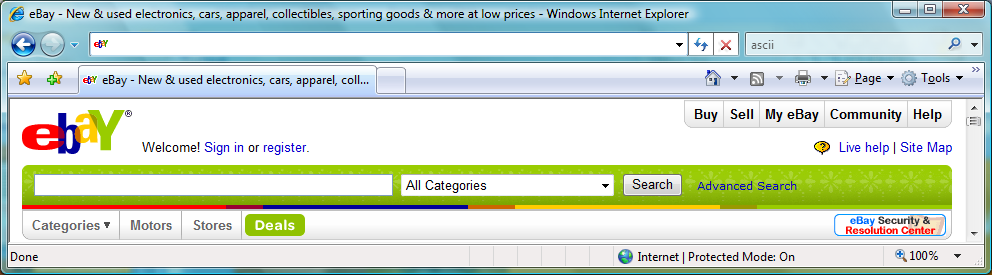 eBay - New & used electronics, cars, apparel, collectibles, sporting goods & more at low prices - Windows Internet Explorer
ebY
ascii
ebY eBay - New & used electronics, cars, apparel, coll...
Page Tools
ebaY®
Buy Sell My eBay Community Help
Welcome! Sign in or register.
Live help | Site Map
All Categories Search Advanced Search
Categories Motors Stores Deals
eBay Security &
Resolution Center
Done Internet | Protected Mode: On 100%